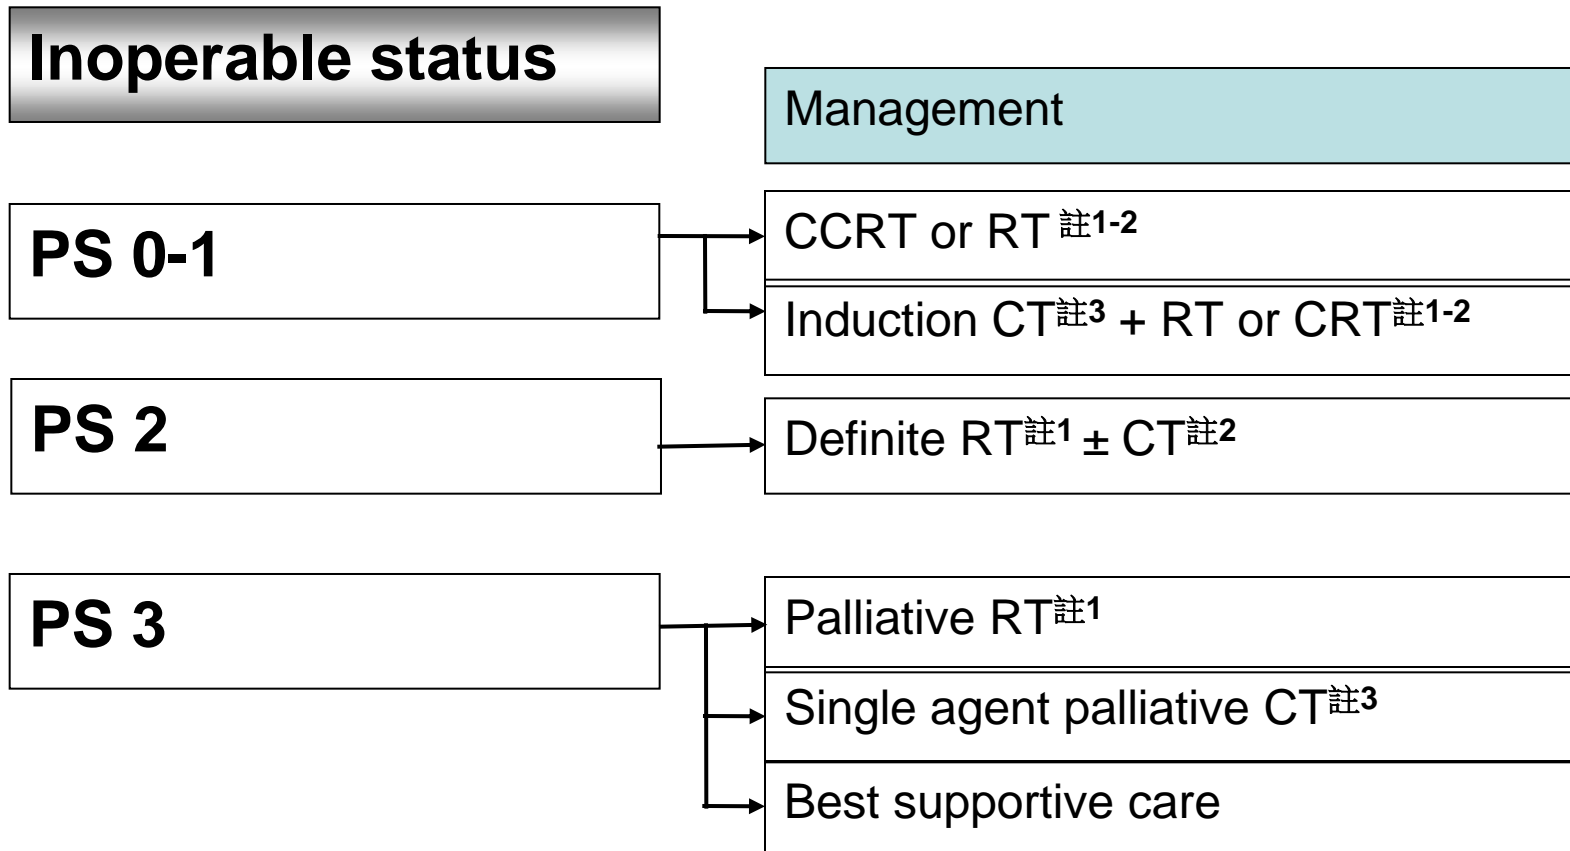 Inoperable status
Management
PS 0-1
CCRT or RT 註1-2
Induction CT註3 + RT or CRT註1-2
PS 2
Definite RT註1 ± CT註2
PS 3
Palliative RT註1
Single agent palliative CT註3
Best supportive care